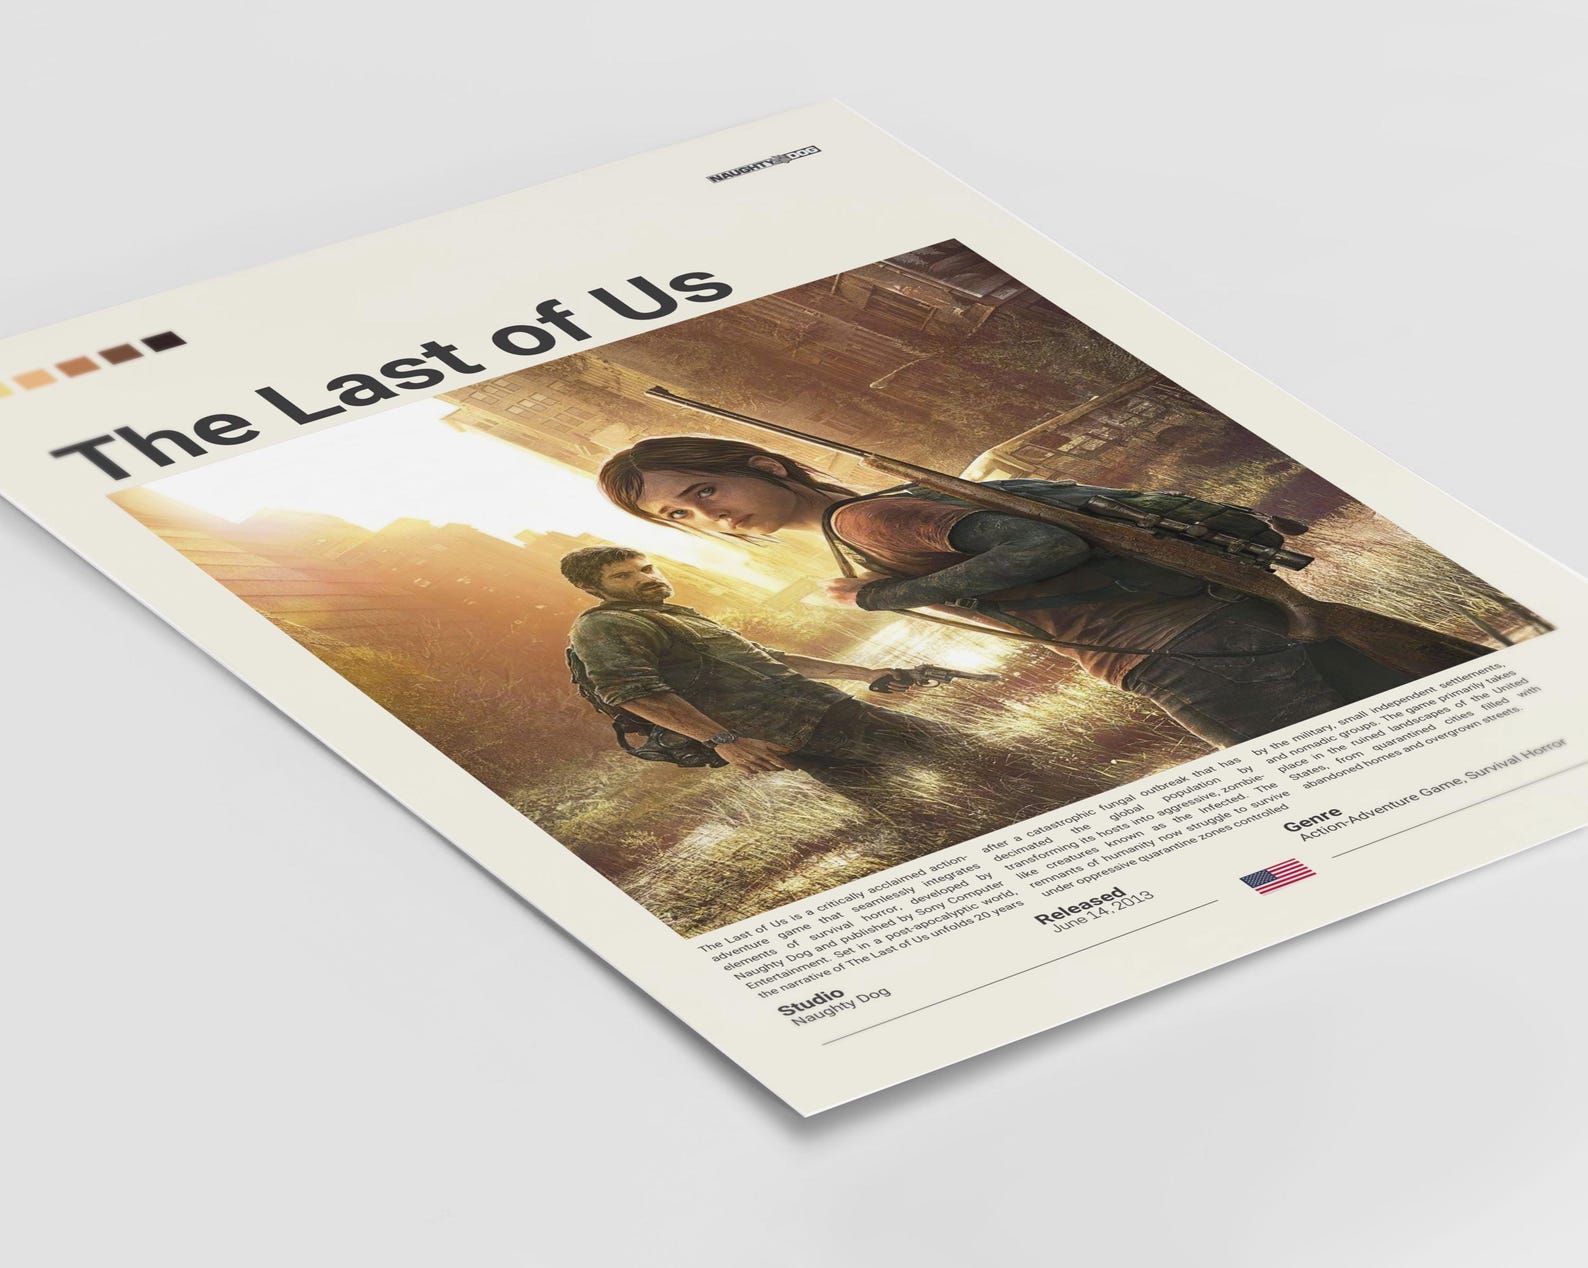 NAUGHTY DOG
The Last of Us
The Last of Us is a critically acclaimed action-
adventure game that seamlessly integrates
elements of survival horror, developed by
Naughty Dog and published by Sony Computer
Entertainment. Set in a post-apocalyptic world,
the narrative of The Last of Us unfolds 20 years
after a catastrophic fungal outbreak that has
decimated the global population by
transforming its hosts into aggressive, zombie-
like creatures known as the Infected. The
remnants of humanity now struggle to survive
under oppressive quarantine zones controlled
by the military, small independent settlements,
and nomadic groups. The game primarily takes
place in the ruined landscapes of the United
States, from quarantined cities filled with
abandoned homes and overgrown streets.
Studio
Naughty Dog
Released
June 14, 2013
Genre
Action-Adventure Game, Survival Horror